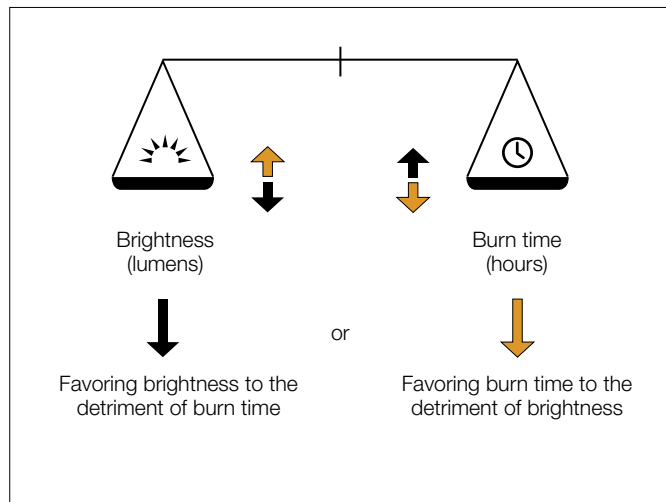 Brightness
(lumens)
Burn time
(hours)
or
Favoring brightness to the
detriment of burn time
Favoring burn time to the
detriment of brightness